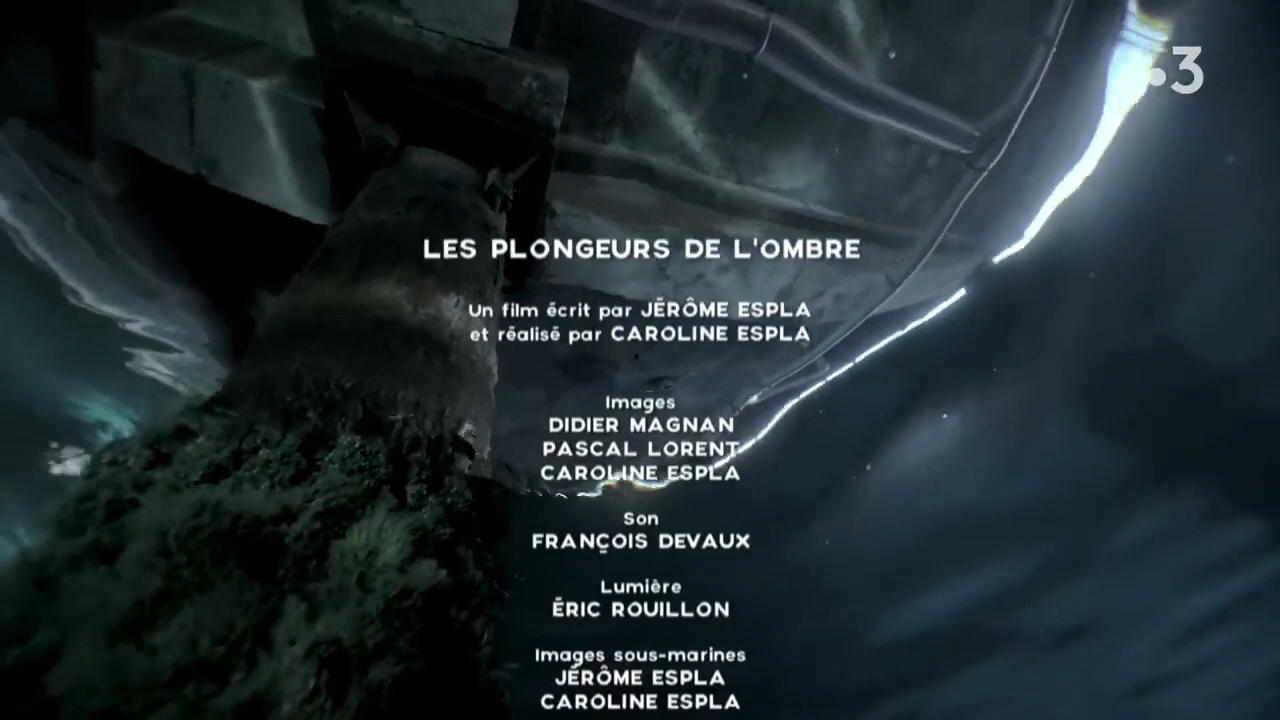 3
LES PLONGEURS DE L'OMBRE
Un film écrit par JÉRÔME ESPLA
et réalisé par CAROLINE ESPLA
Images
DIDIER MAGNAN
PASCAL LORENT
CAROLINE ESPLA
Son
FRANÇOIS DEVAUX
Lumière
ÉRIC ROUILLON
Images sous-marines
JÉRÔME ESPLA
CAROLINE ESPLA